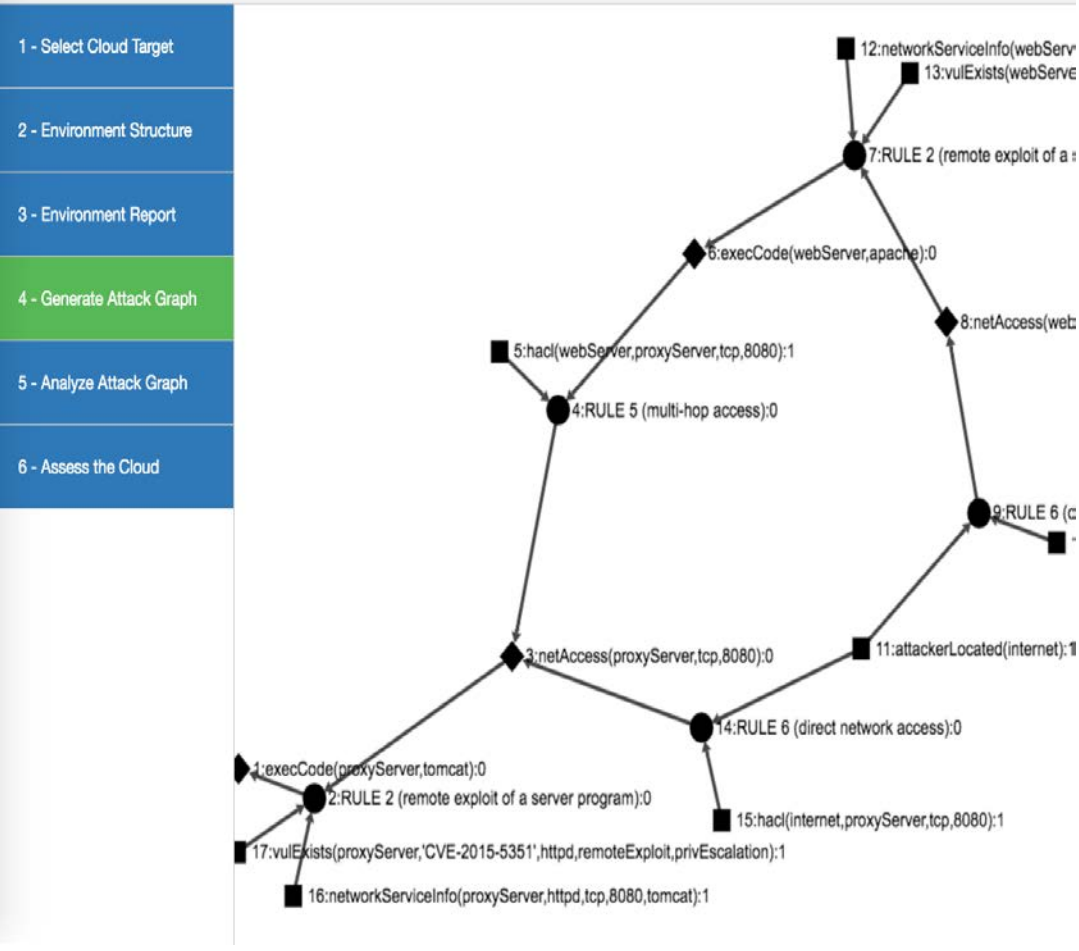 1 - Select Cloud Target
2 - Environment Structure
3 - Environment Report
4 - Generate Attack Graph
5 - Analyze Attack Graph
6 - Assess the Cloud
12:networkServiceInfo(webServ
13:vulExists(webServe
7:RULE 2 (remote exploit of a
6:execCode(webServer,apache):0
8:netAccess(web
5:hacl(webServer,proxyServer,tcp,8080):1
4:RULE 5 (multi-hop access):0
9:RULE 6 (
11:attackerLocated(internet):1
3:netAccess(proxyServer,tcp,8080):0
14:RULE 6 (direct network access):0
1:execCode(proxyServer,tomcat):0
2:RULE 2 (remote exploit of a server program):0
15:hacl(internet,proxyServer,tcp,8080):1
17:vulExists(proxyServer,'CVE-2015-5351',httpd,remoteExploit,privEscalation):1
16:networkServiceInfo(proxyServer,httpd,tcp,8080,tomcat):1